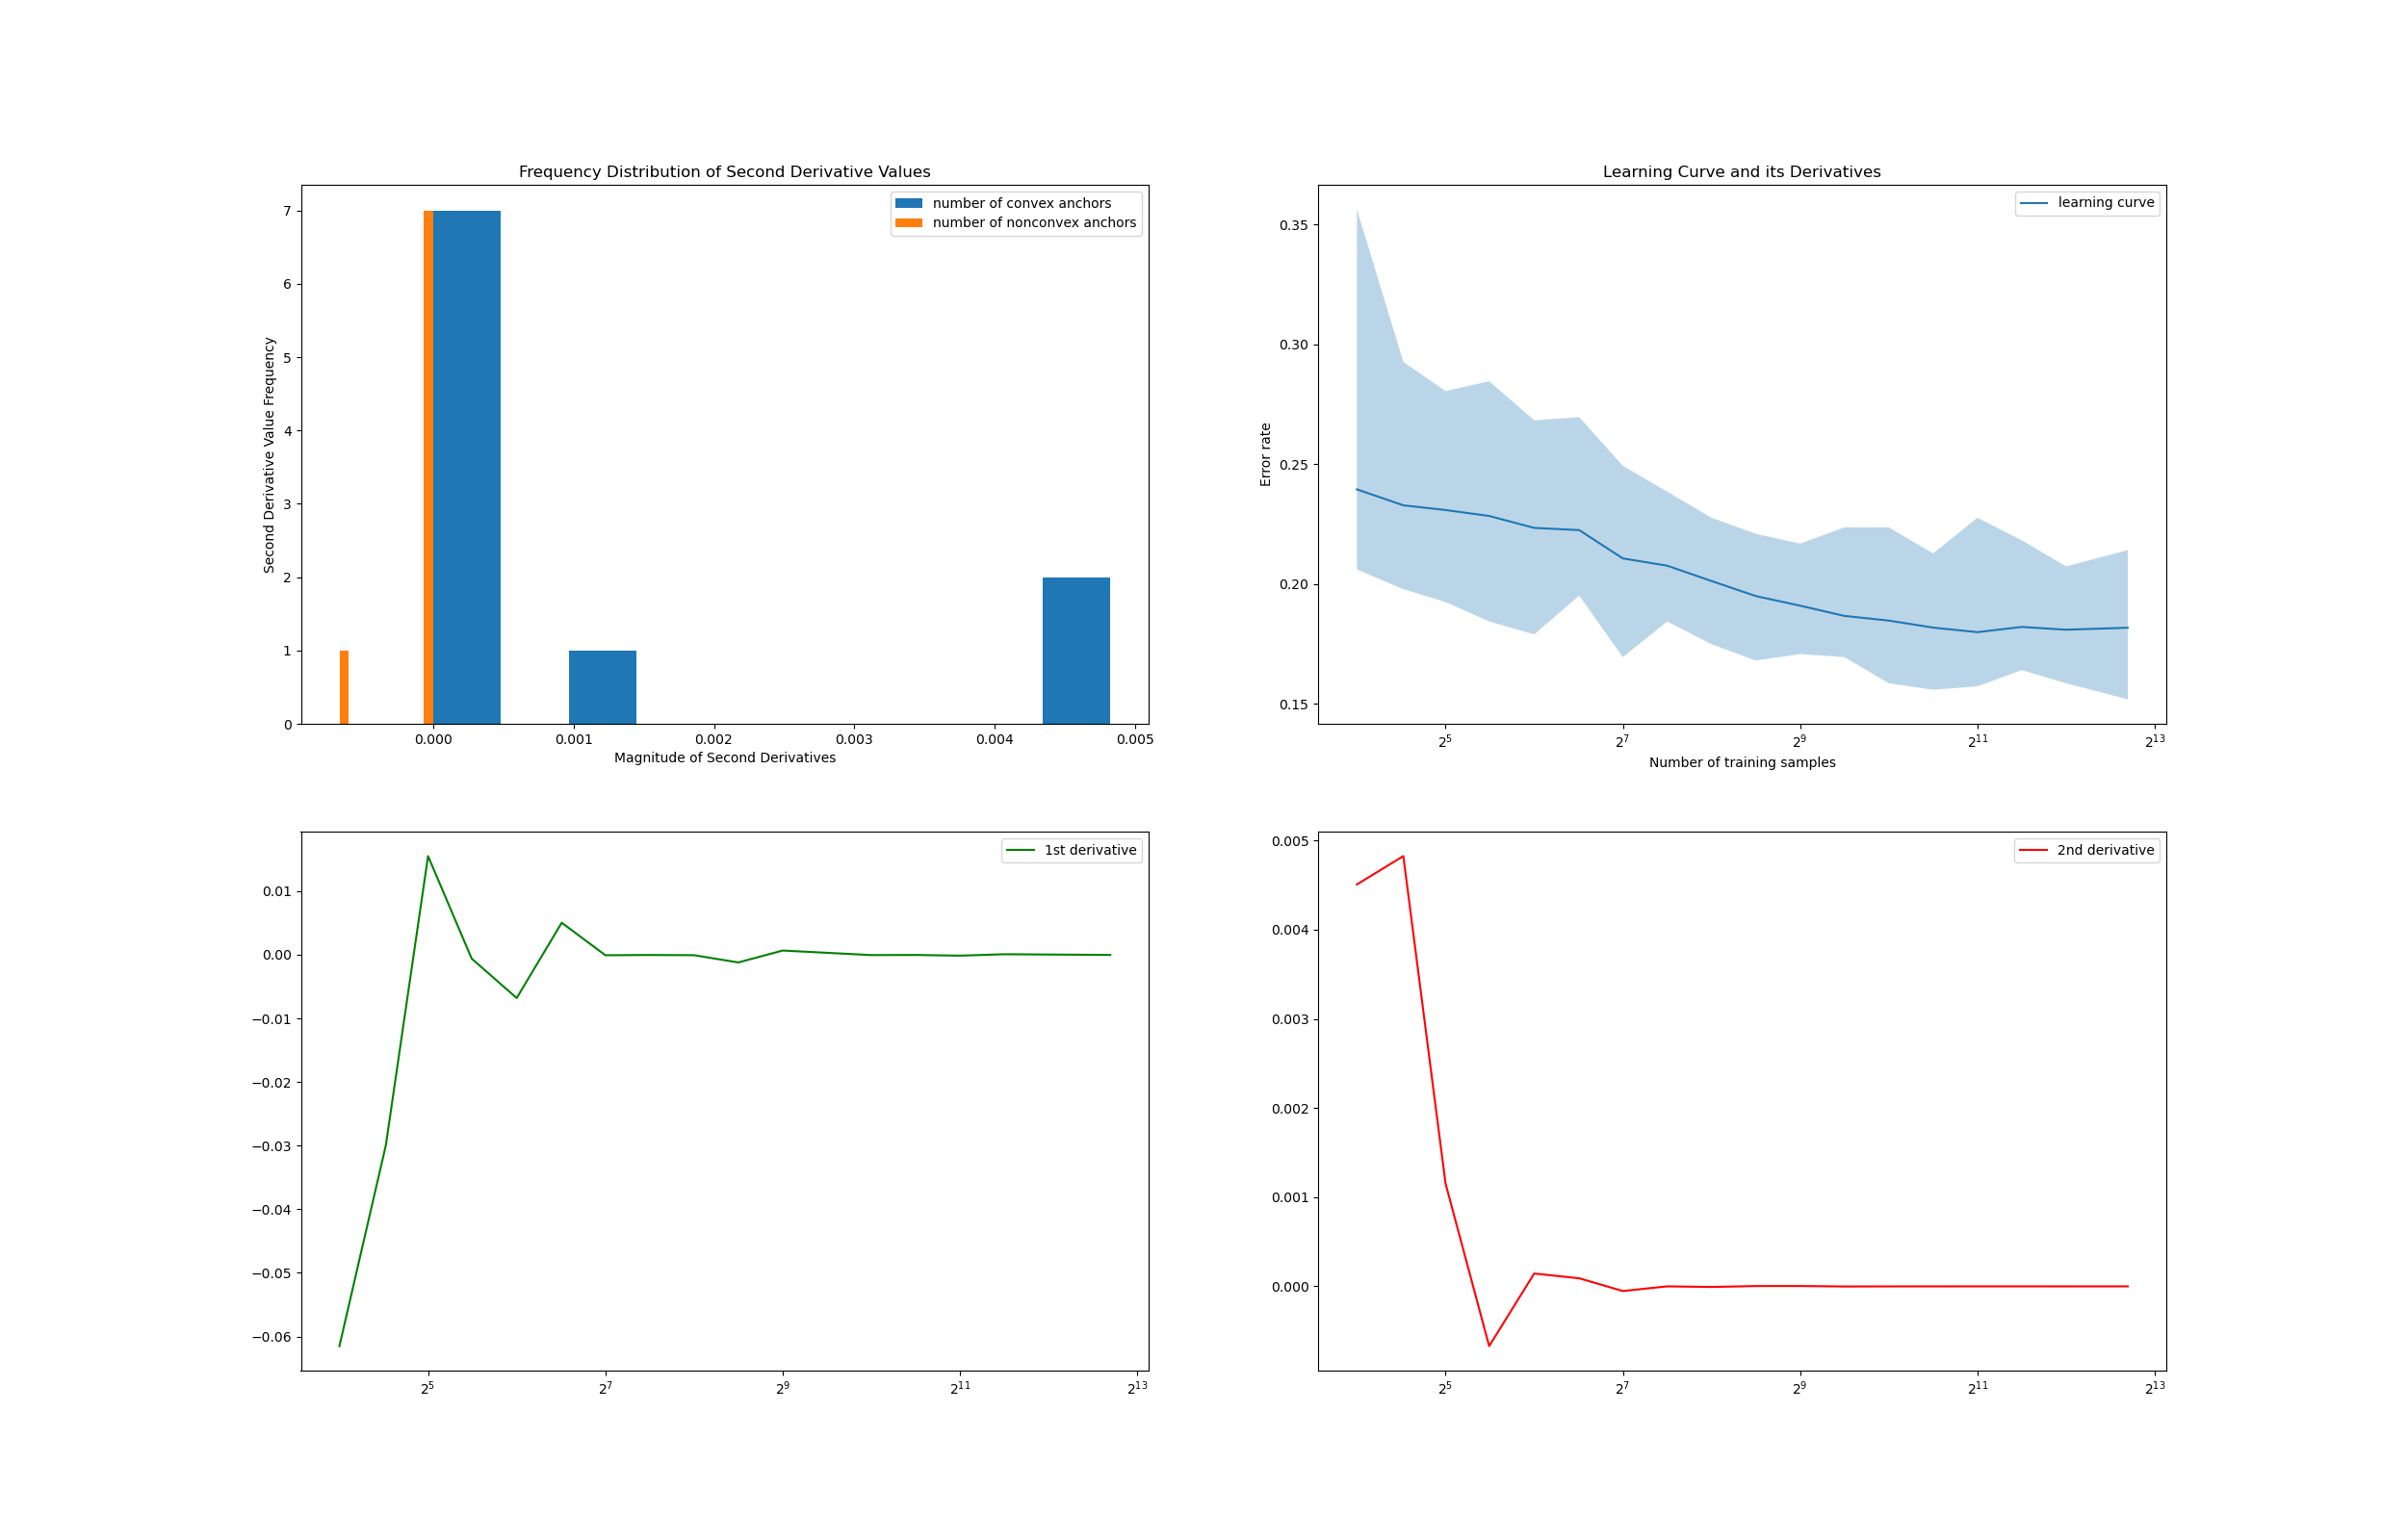 Frequency Distribution of Second Derivative Values
number of convex anchors
number of nonconvex anchors
7
6
5
4
3
2
1
0
Second Derivative Value Frequency
0.000 0.001 0.002 0.003 0.004 0.005
Magnitude of Second Derivatives
Learning Curve and its Derivatives
learning curve
0.35
0.30
0.25
0.20
0.15
Error rate
2^5 2^7 2^9 2^11 2^13
Number of training samples
1st derivative
0.01
0.00
−0.01
−0.02
−0.03
−0.04
−0.05
−0.06
2^5 2^7 2^9 2^11 2^13
2nd derivative
0.005
0.004
0.003
0.002
0.001
0.000
2^5 2^7 2^9 2^11 2^13